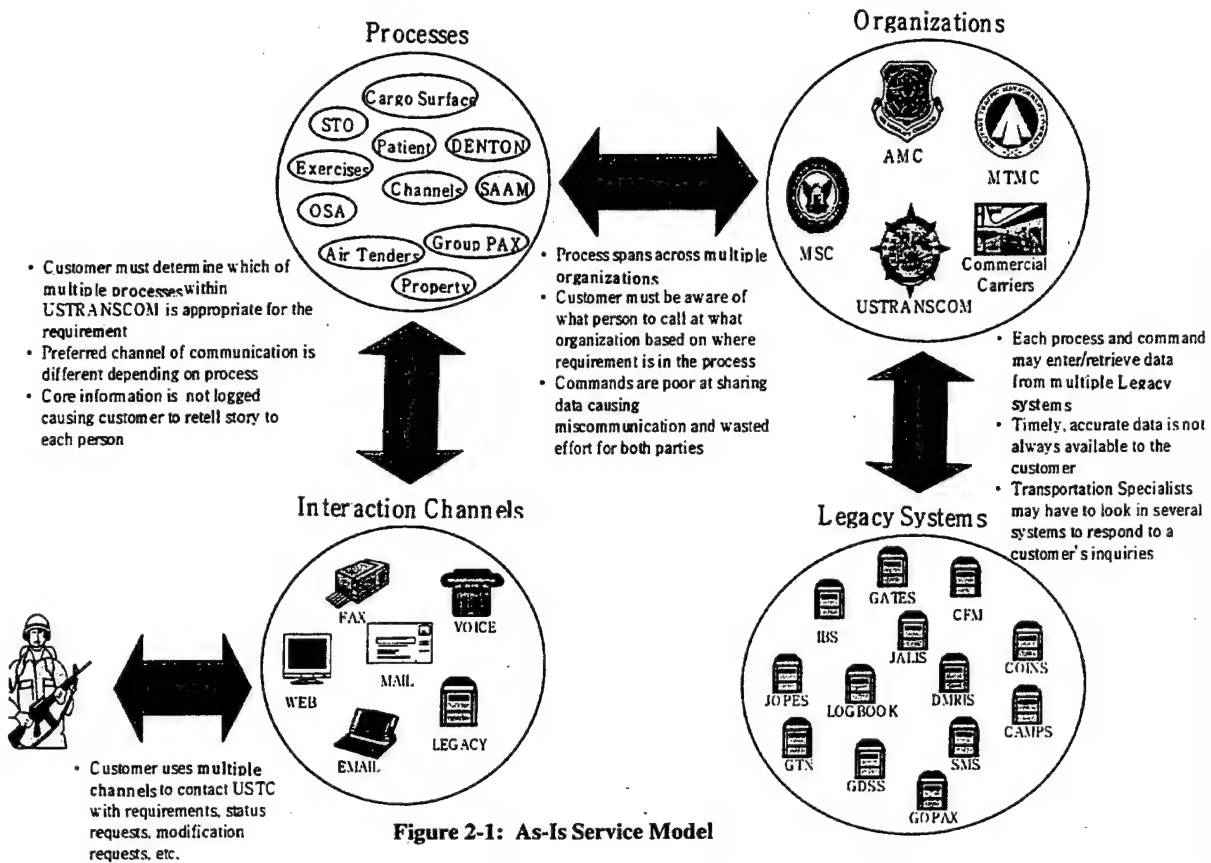 Processes
Cargo Surface
STO
Patient
DENTON
Exercises
Channels
SAAM
OSA
Air Tenders
Group PAX
Property
Organizations
AMC
MTMC
MSC
USTRANSCOM
Commercial
Carriers
• Customer must determine which of
multiple processes within
USTRANSCOM is appropriate for the
requirement
• Preferred channel of communication is
different depending on process
• Core information is not logged
causing customer to retell story to
each person
• Process spans across multiple
organizations
• Customer must be aware of
what person to call at what
organization based on where
requirement is in the process
• Commands are poor at sharing
data causing
miscommunication and wasted
effort for both parties
• Each process and command
may enter/retrieve data
from multiple Legacy
systems
• Timely, accurate data is not
always available to the
customer
• Transportation Specialists
may have to look in several
systems to respond to a
customer's inquiries
Interaction Channels
FAX
VOICE
WEB
MAIL
EMAIL
LEGACY
Legacy Systems
GATES
CFM
IBS
JALIS
COINS
JOPES
LOGBOOK
DMRIS
CAMPS
GTN
GDSS
SMS
GOPAX
• Customer uses multiple
channels to contact USTC
with requirements, status
requests, modification
requests, etc.
Figure 2-1: As-Is Service Model